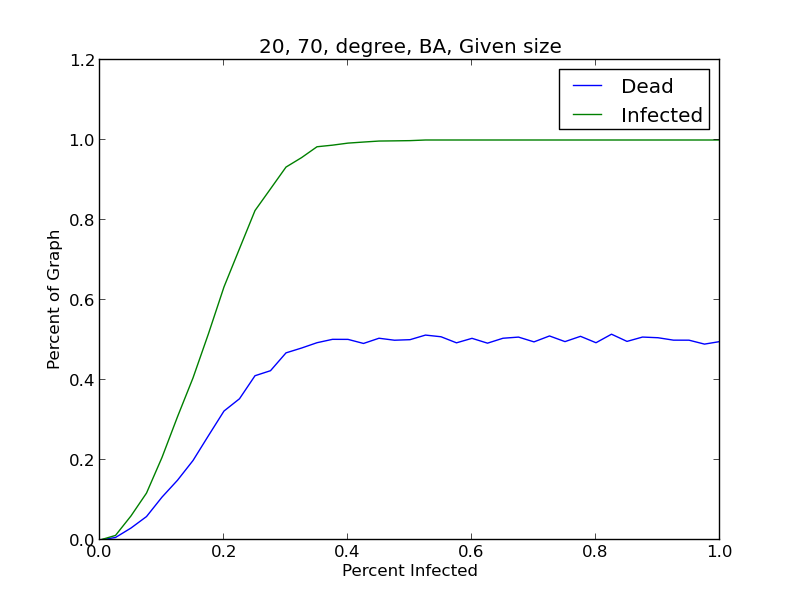 20, 70, degree, BA, Given size
Dead
Infected
Percent of Graph
1.2
1.0
0.8
0.6
0.4
0.2
0.0
0.0 0.2 0.4 0.6 0.8 1.0
Percent Infected